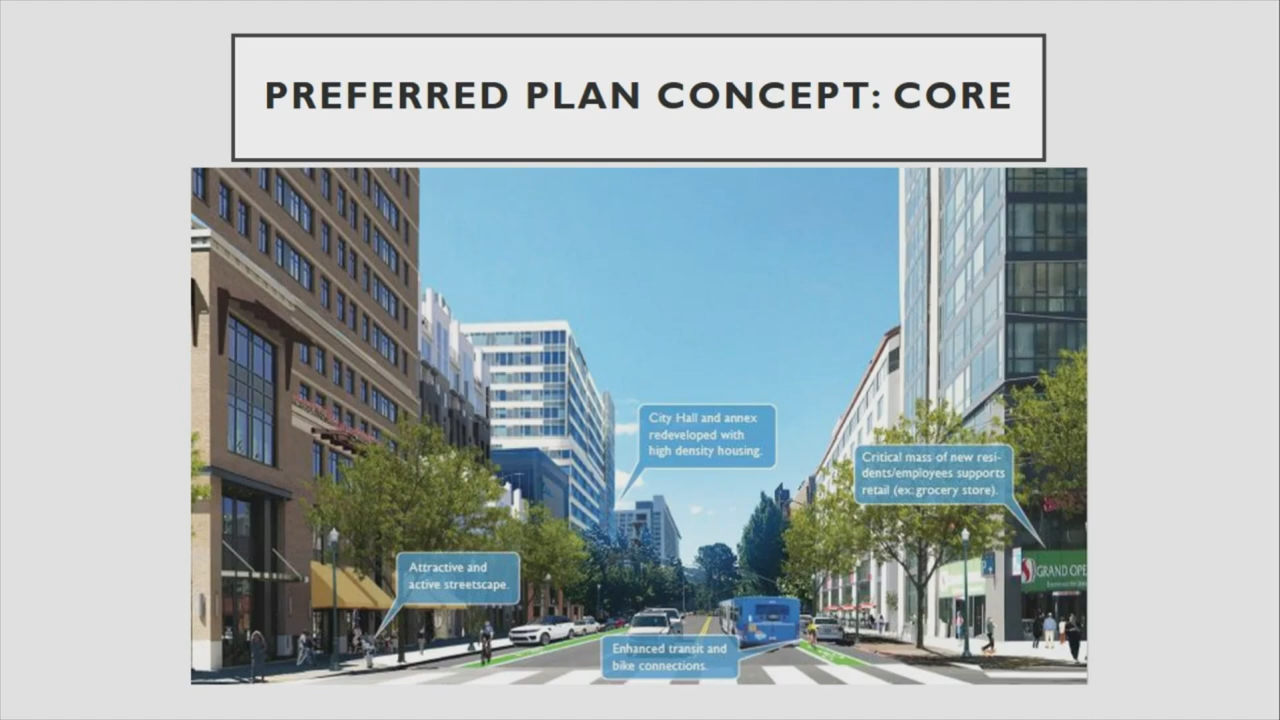 PREFERRED PLAN CONCEPT: CORE
City Hall and annex
redeveloped with
high density housing.
Critical mass of new resi-
dents/employees supports
retail (ex: grocery store).
Attractive and
active streetscape.
GRAND OPE
Enhanced transit and
bike connections.